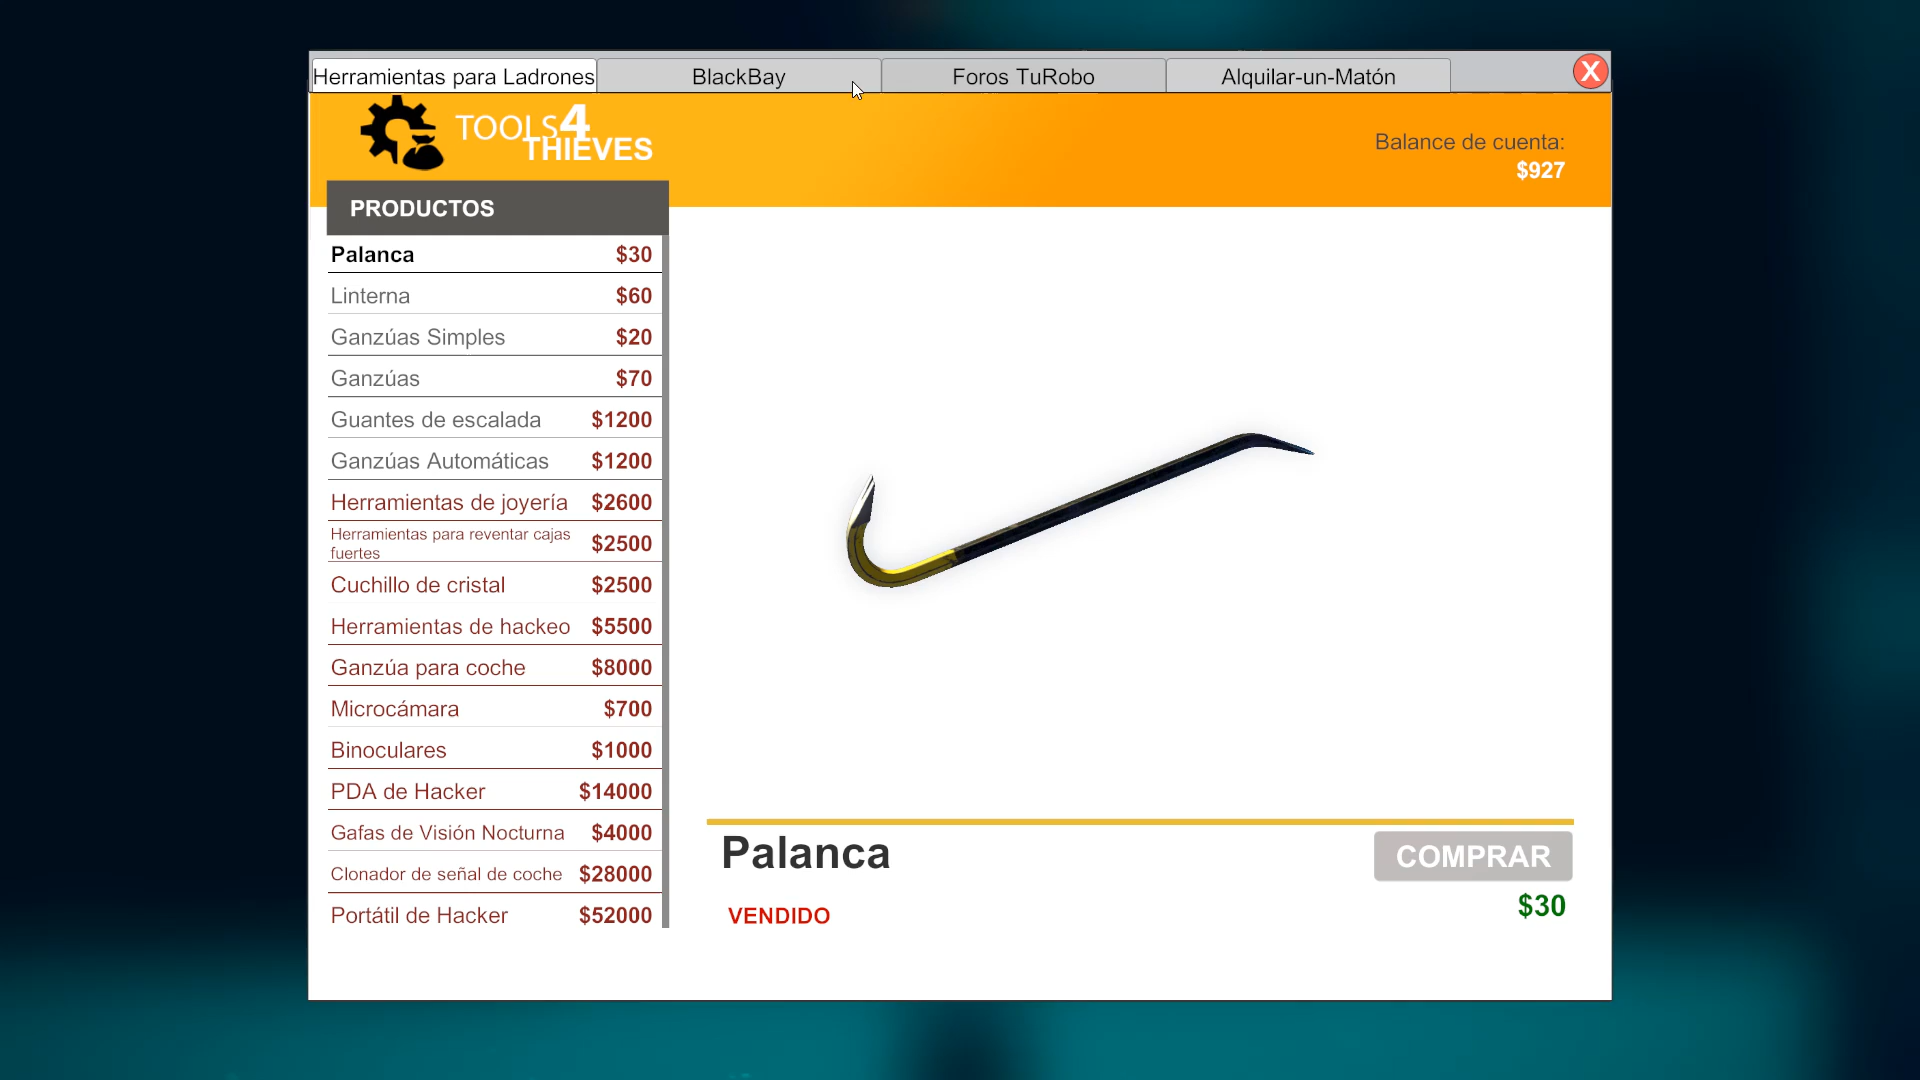 Herramientas para Ladrones
BlackBay
Foros TuRobo
Alquilar-un-Matón
X
TOOLS4
THIEVES
Balance de cuenta:
$927
PRODUCTOS
Palanca $30
Linterna $60
Ganzúas Simples $20
Ganzúas $70
Guantes de escalada $1200
Ganzúas Automáticas $1200
Herramientas de joyería $2600
Herramientas para reventar cajas
fuertes $2500
Cuchillo de cristal $2500
Herramientas de hackeo $5500
Ganzúa para coche $8000
Microcámara $700
Binoculares $1000
PDA de Hacker $14000
Gafas de Visión Nocturna $4000
Clonador de señal de coche $28000
Portátil de Hacker $52000
Palanca
COMPRAR
VENDIDO
$30